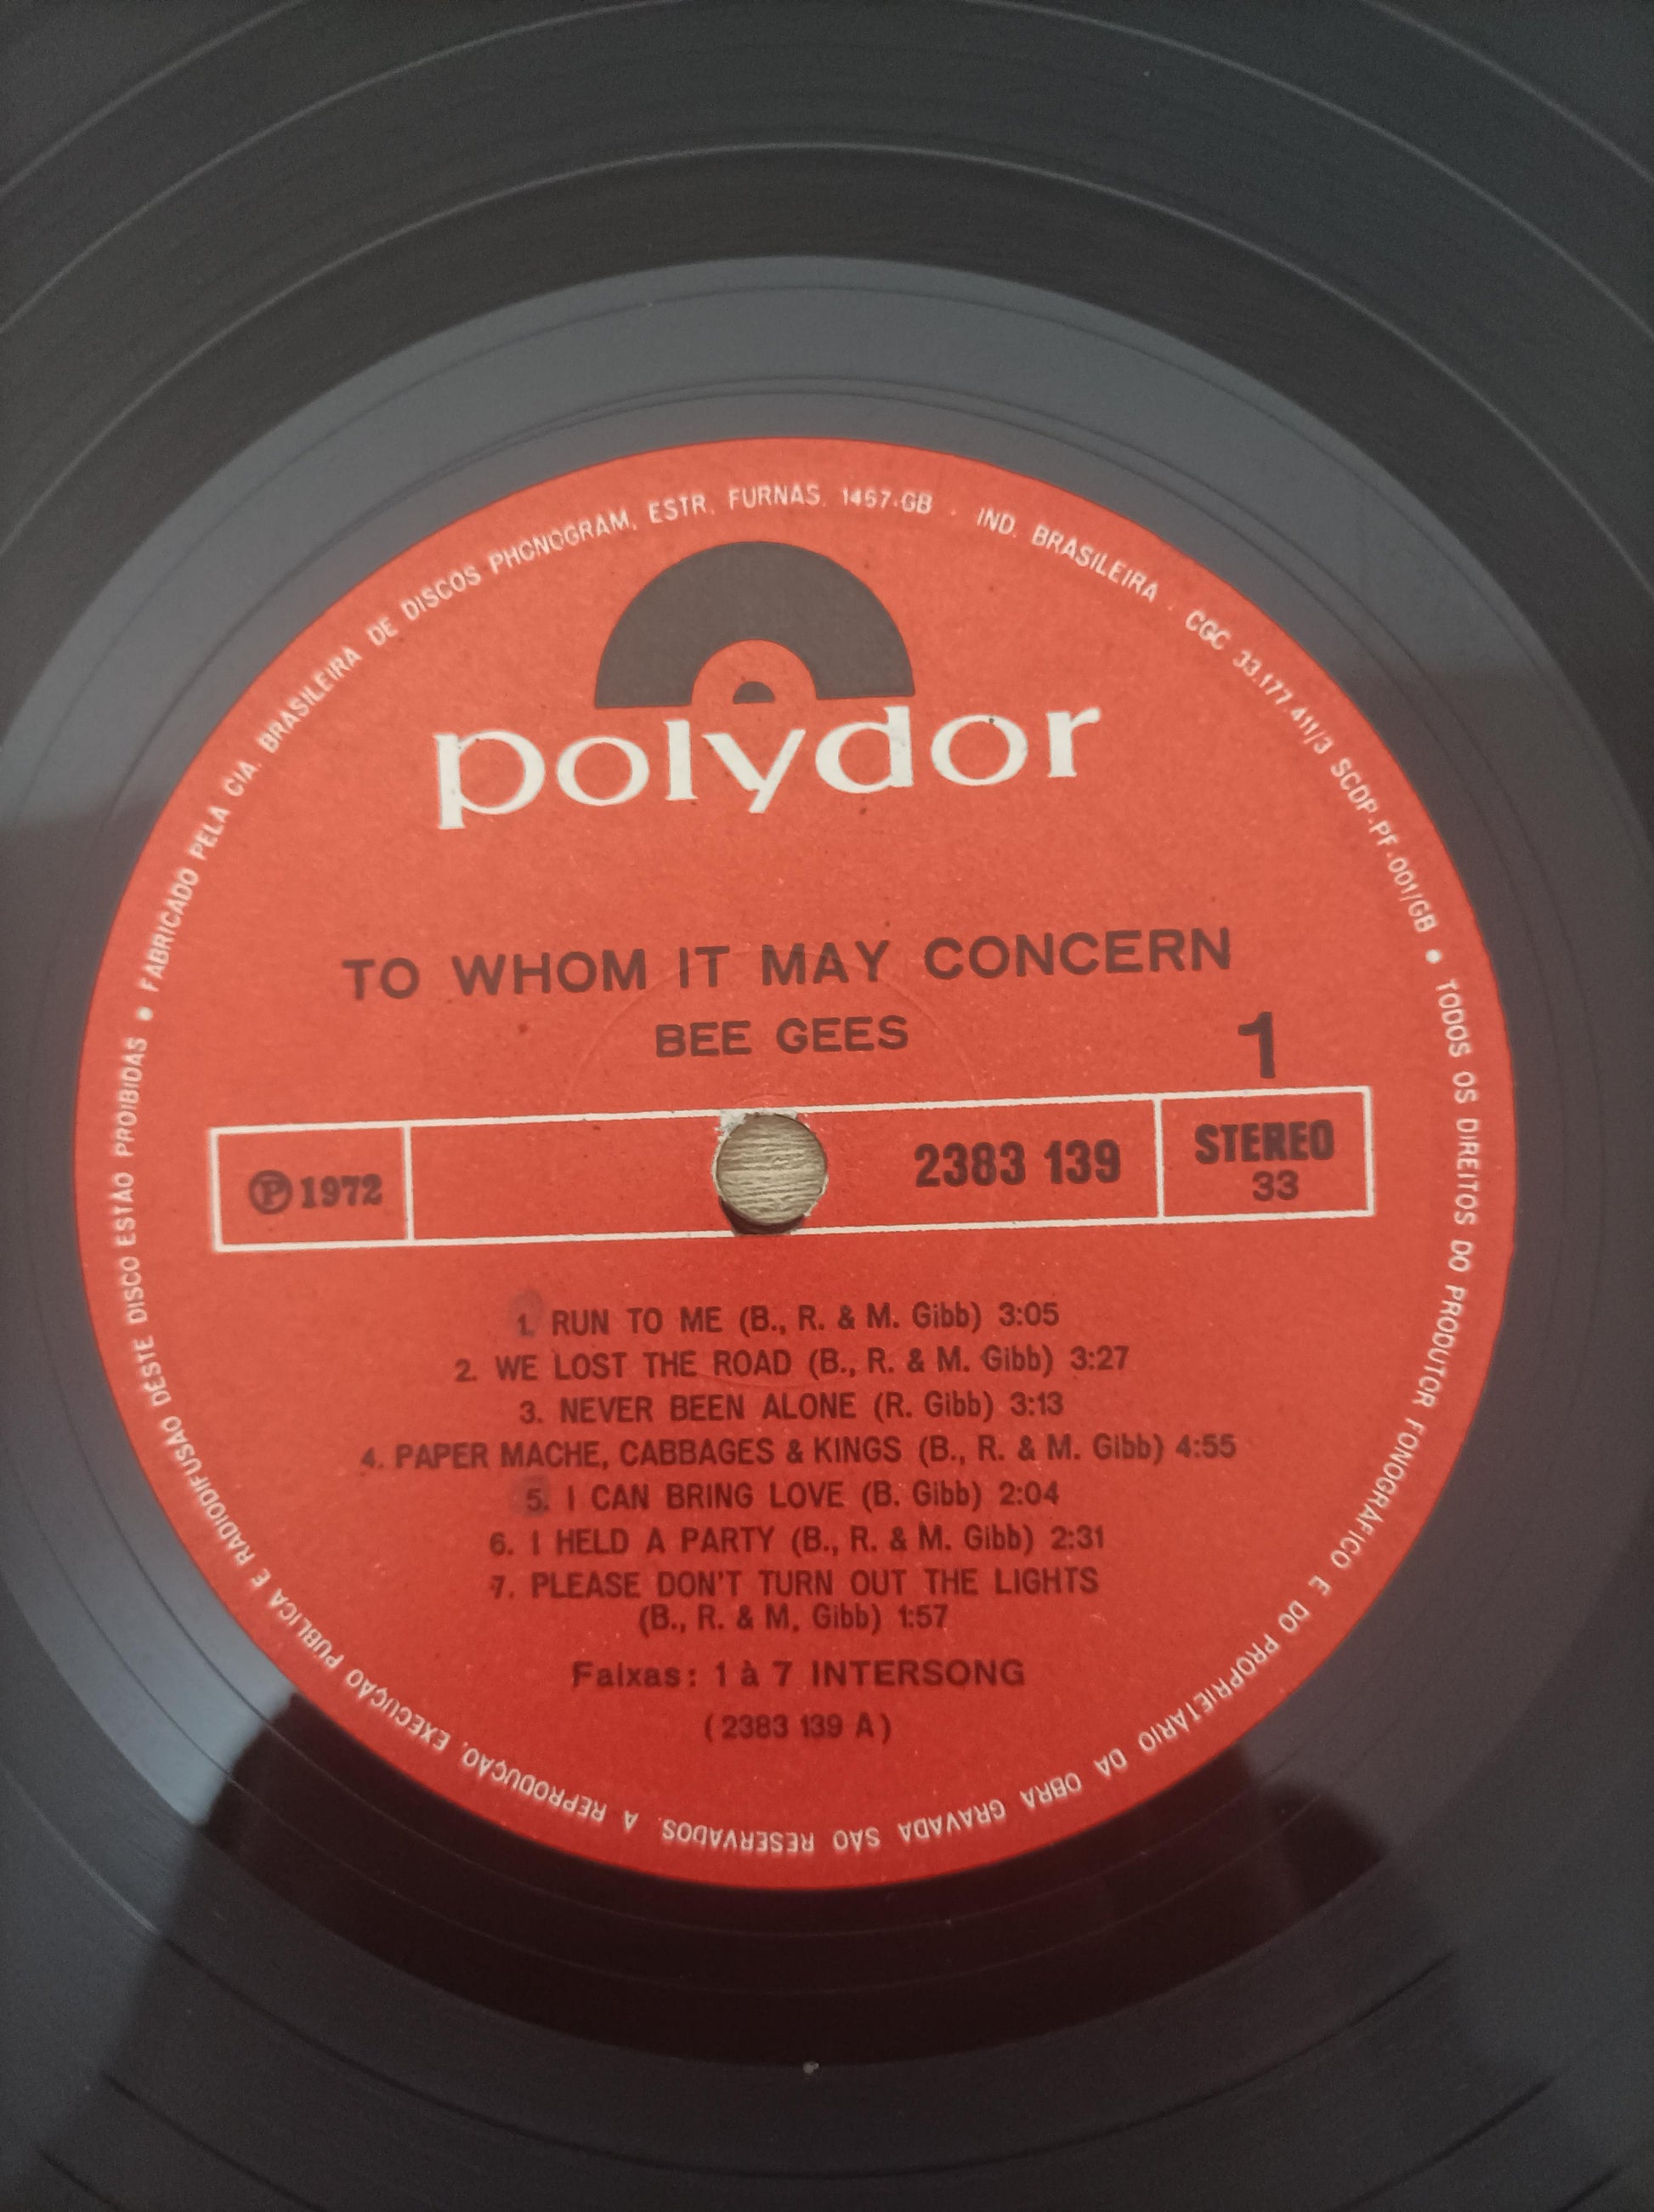 FABRICADO PELA CIA. BRASILEIRA DE DISCOS PHONOGRAM, ESTR. FURNAS, 1457-GB · IND. BRASILEIRA · CGC 33.177.411/3 SCDP-PF-001/GB • TODOS OS DIREITOS DO PRODUTOR FONOGRÁFICO E DO PROPRIETÁRIO DA OBRA GRAVADA SÃO RESERVADOS. A REPRODUÇÃO, EXECUÇÃO PÚBLICA E RADIODIFUSÃO DESTE DISCO ESTÃO PROIBIDAS •
polydor
TO WHOM IT MAY CONCERN
BEE GEES
1
℗ 1972
2383 139
STEREO
33
1. RUN TO ME (B., R. & M. Gibb) 3:05
2. WE LOST THE ROAD (B., R. & M. Gibb) 3:27
3. NEVER BEEN ALONE (R. Gibb) 3:13
4. PAPER MACHE, CABBAGES & KINGS (B., R. & M. Gibb) 4:55
5. I CAN BRING LOVE (B. Gibb) 2:04
6. I HELD A PARTY (B., R. & M. Gibb) 2:31
7. PLEASE DON'T TURN OUT THE LIGHTS
(B., R. & M. Gibb) 1:57
Faixas: 1 à 7 INTERSONG
(2383 139 A)